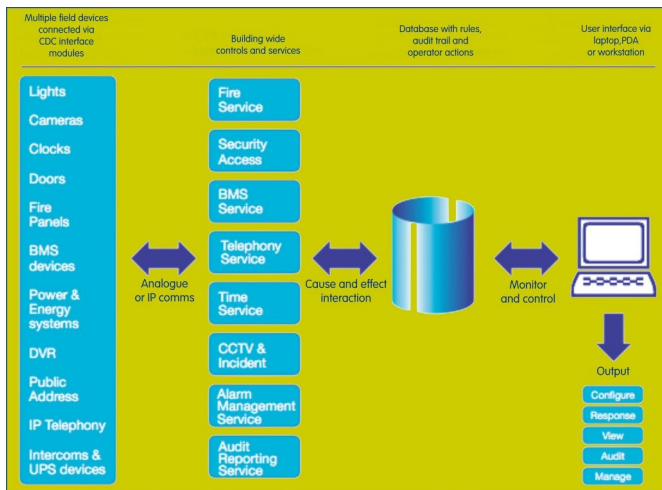 Multiple field devices
connected via
CDC interface
modules
Building wide
controls and services
Database with rules,
audit trail and
operator actions
User interface via
laptop,PDA
or workstation
Lights
Cameras
Clocks
Doors
Fire
Panels
BMS
devices
Power &
Energy
systems
DVR
Public
Address
IP Telephony
Intercoms &
UPS devices
Analogue
or IP comms
Fire
Service
Security
Access
BMS
Service
Telephony
Service
Time
Service
CCTV &
Incident
Alarm
Management
Service
Audit
Reporting
Service
Cause and effect
interaction
Monitor
and control
Output
Configure
Response
View
Audit
Manage